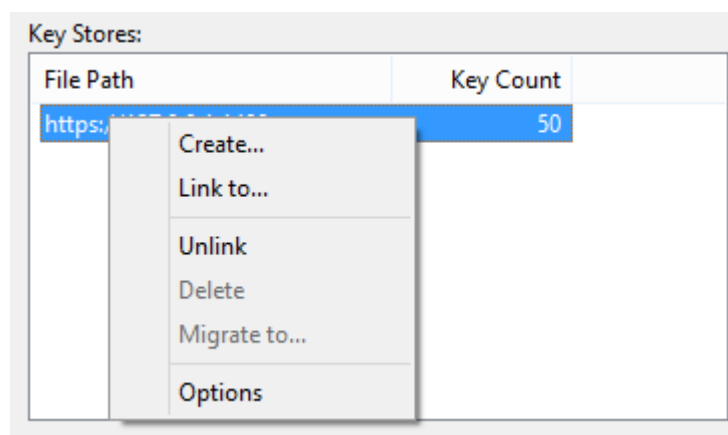 Key Stores:
File Path Key Count
https:/ 50
Create...
Link to...
Unlink
Delete
Migrate to...
Options